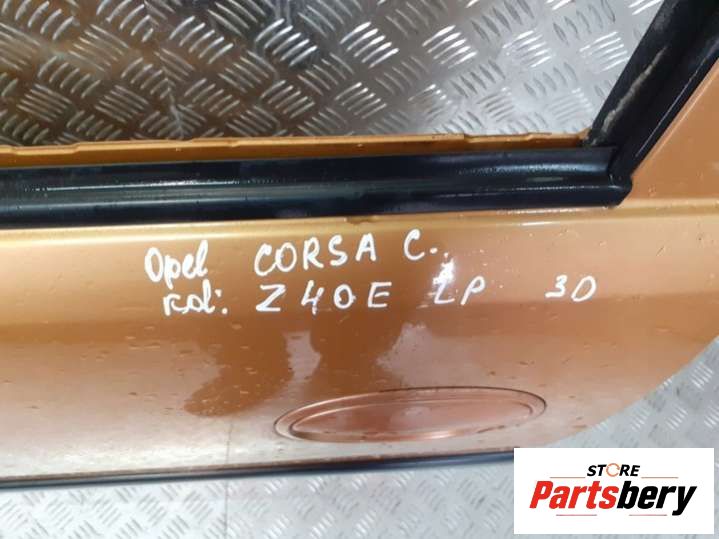 Opel CORSA C.
kol: Z40E LP 3D
STORE
Partsbery